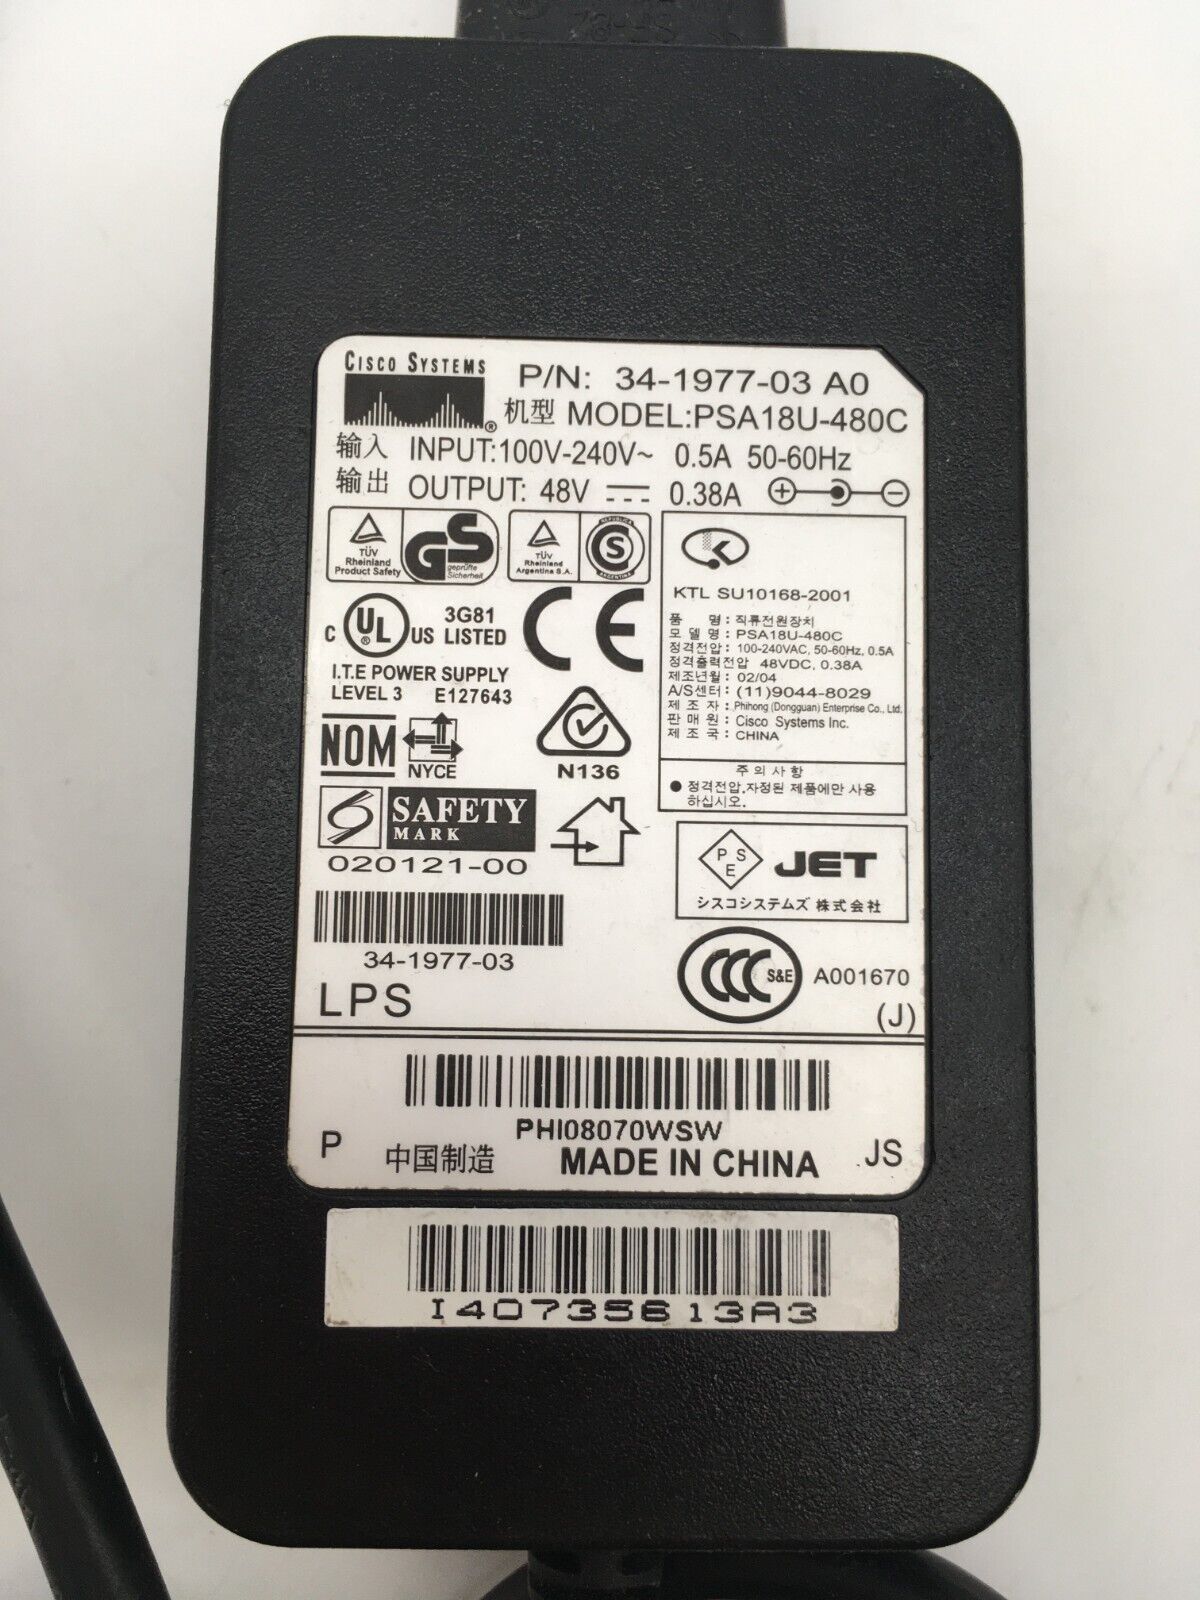 CISCO SYSTEMS
P/N: 34-1977-03 A0
机型 MODEL:PSA18U-480C
输入 INPUT:100V-240V~ 0.5A 50-60Hz
输出 OUTPUT: 48V 0.38A
TÜV
Rheinland
Product Safety
GS
geprüfte
Sicherheit
TÜV
Rheinland
Argentina S.A.
REPUBLICA
S
ARGENTINA
K
KTL SU10168-2001
품 명 : 직류전원장치
모 델 명 : PSA18U-480C
정격전압 : 100-240VAC, 50-60Hz, 0.5A
정격출력전압 48VDC, 0.38A
제조년월 : 02/04
A/S센터 : (11)9044-8029
제 조 자 : Phihong (Dongguan) Enterprise Co., Ltd.
판 매 원 : Cisco Systems Inc.
제 조 국 : CHINA
주 의 사 항
● 정격전압,자정된 제품에만 사용
하십시오.
C UL US
3G81
LISTED
CE
I.T.E POWER SUPPLY
LEVEL 3 E127643
NOM
NYCE
N136
SAFETY
MARK
020121-00
P S
E
JET
シスコシステムズ 株式会社
34-1977-03
LPS
CCC S&E A001670
(J)
PHI08070WSW
P 中国制造 MADE IN CHINA JS
I40735613A3